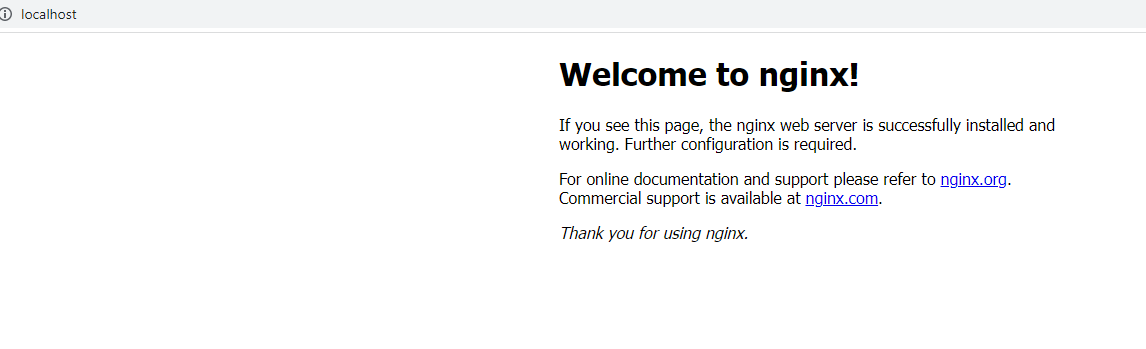 localhost
Welcome to nginx!
If you see this page, the nginx web server is successfully installed and
working. Further configuration is required.
For online documentation and support please refer to nginx.org.
Commercial support is available at nginx.com.
Thank you for using nginx.